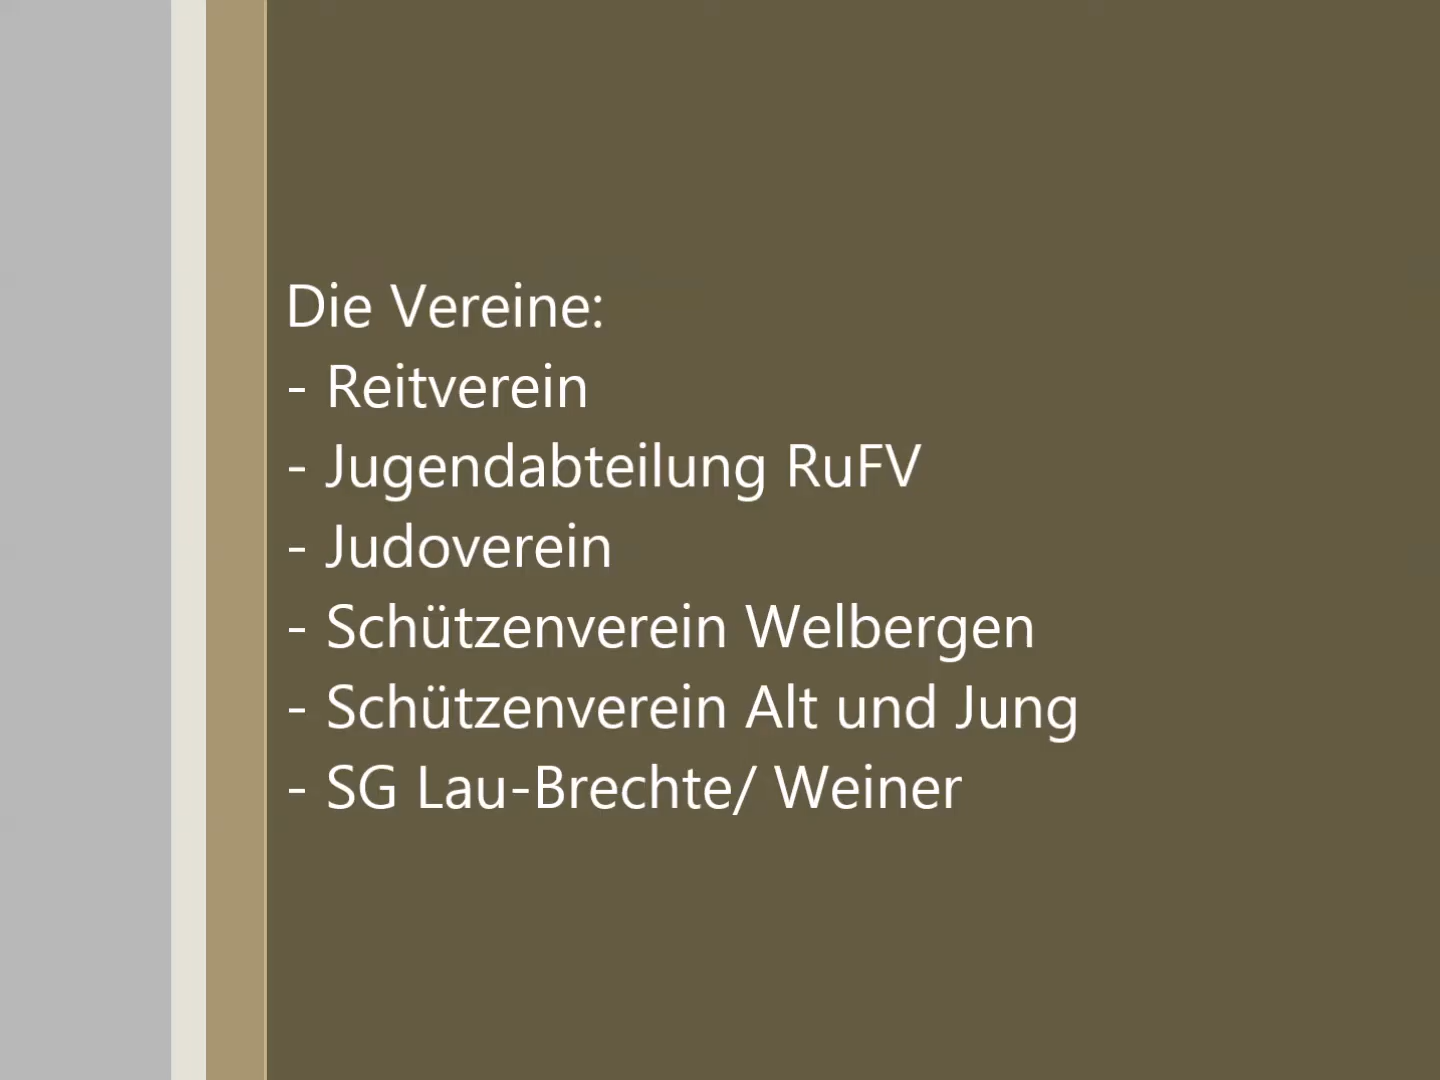 Die Vereine:
- Reitverein
- Jugendabteilung RuFV
- Judoverein
- Schützenverein Welbergen
- Schützenverein Alt und Jung
- SG Lau-Brechte/ Weiner